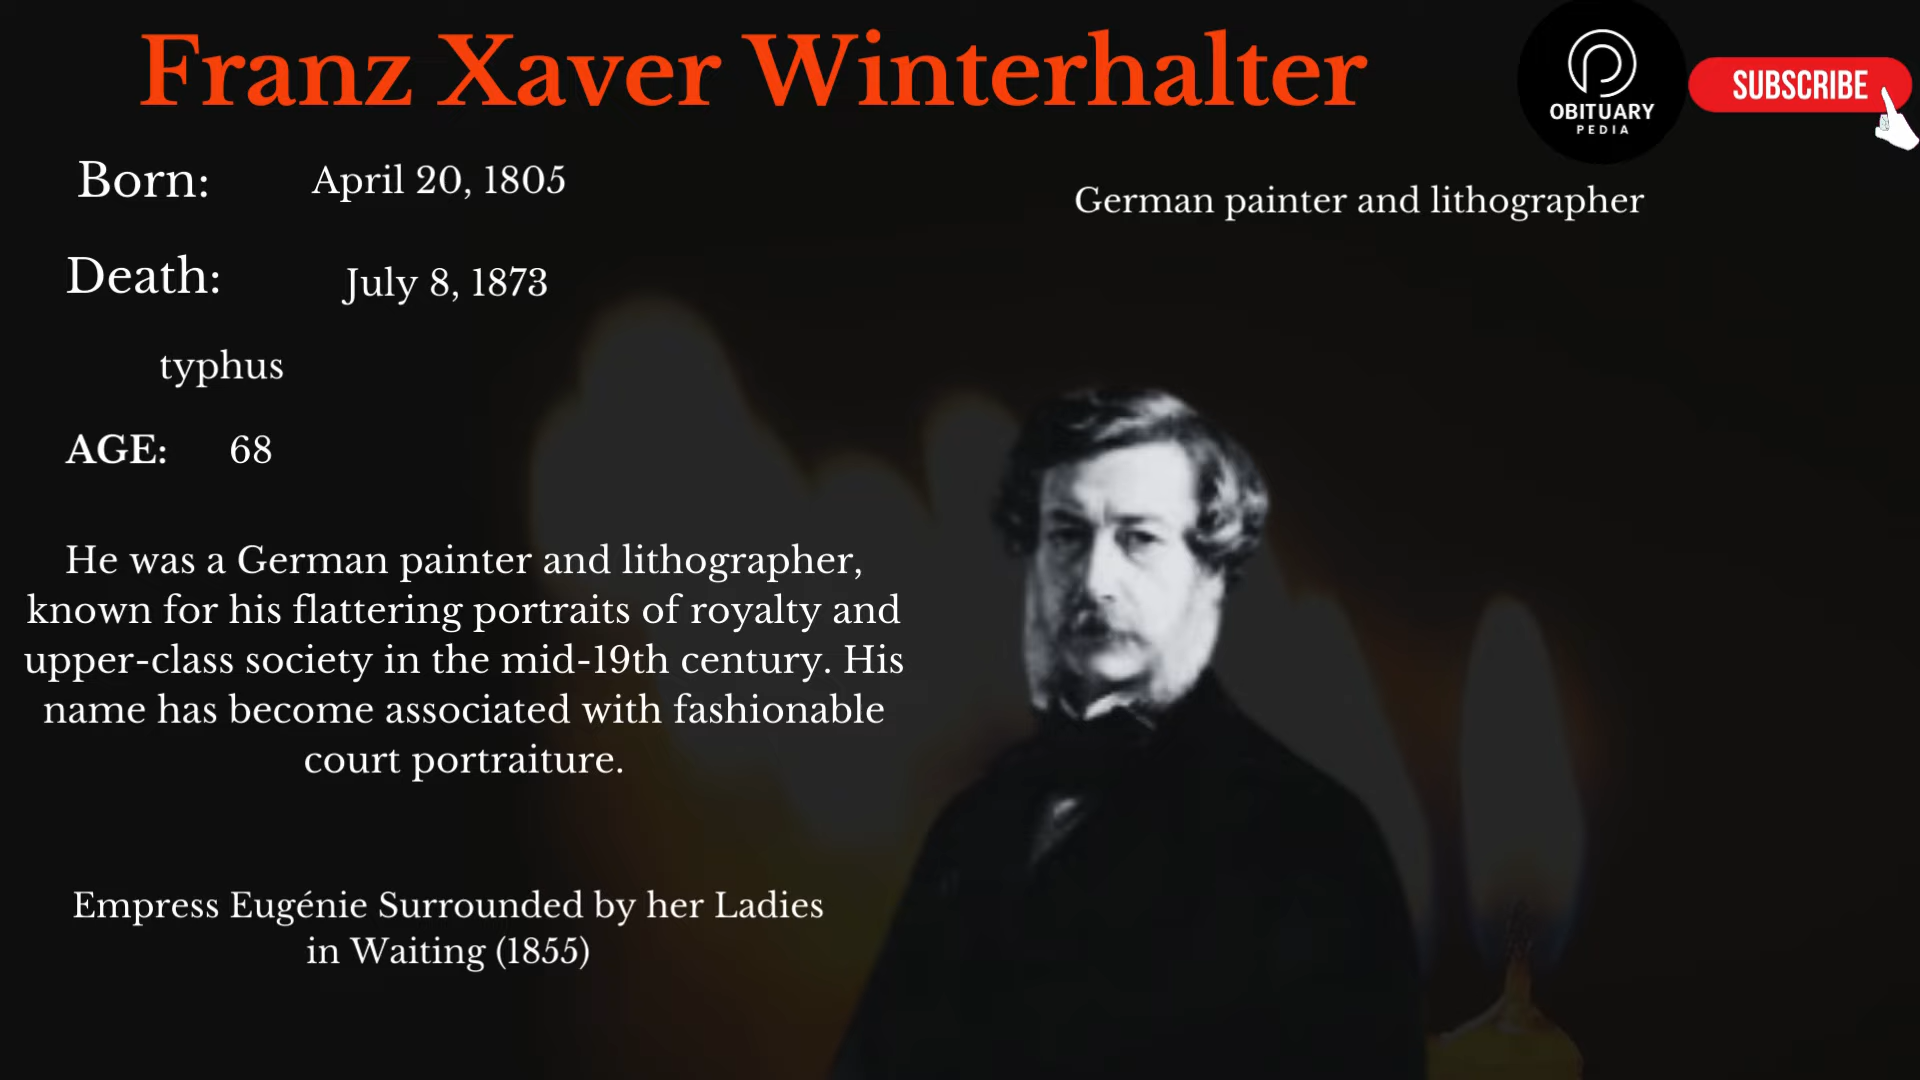 Franz Xaver Winterhalter
OBITUARY
PEDIA
SUBSCRIBE
Born: April 20, 1805
German painter and lithographer
Death: July 8, 1873
typhus
AGE: 68
He was a German painter and lithographer,
known for his flattering portraits of royalty and
upper-class society in the mid-19th century. His
name has become associated with fashionable
court portraiture.
Empress Eugénie Surrounded by her Ladies
in Waiting (1855)